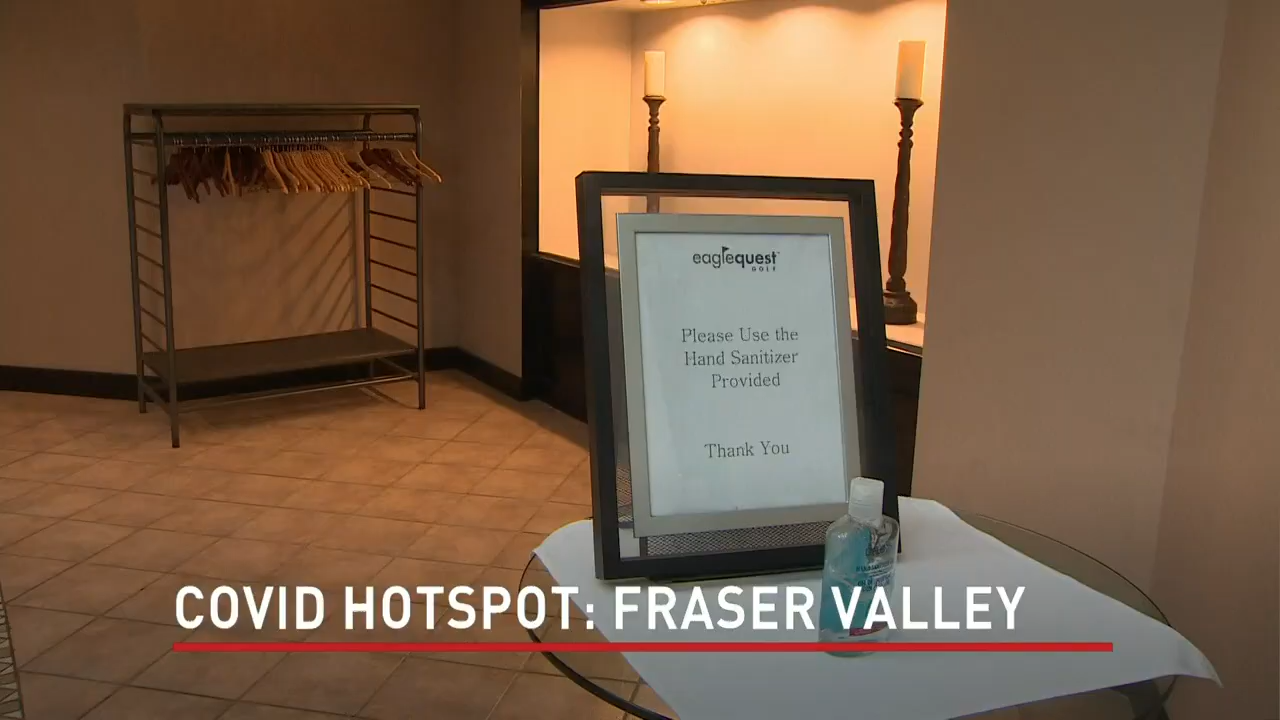 eaglequest
GOLF
Please Use the
Hand Sanitizer
Provided
Thank You
COVID HOTSPOT: FRASER VALLEY